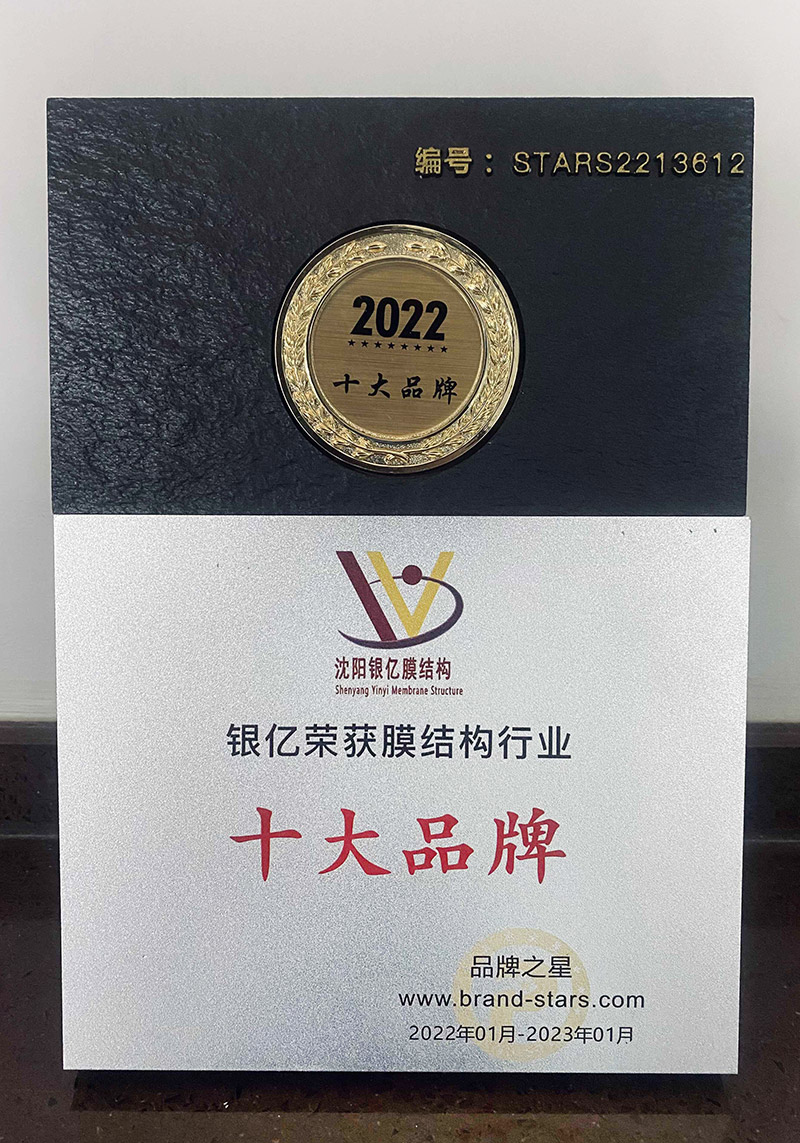 编号：STARS2213612
2022
★★★★★★★★
十大品牌
沈阳银亿膜结构
Shenyang Yinyi Membrane Structure
银亿荣获膜结构行业
十大品牌
品牌之星
www.brand-stars.com
2022年01月-2023年01月